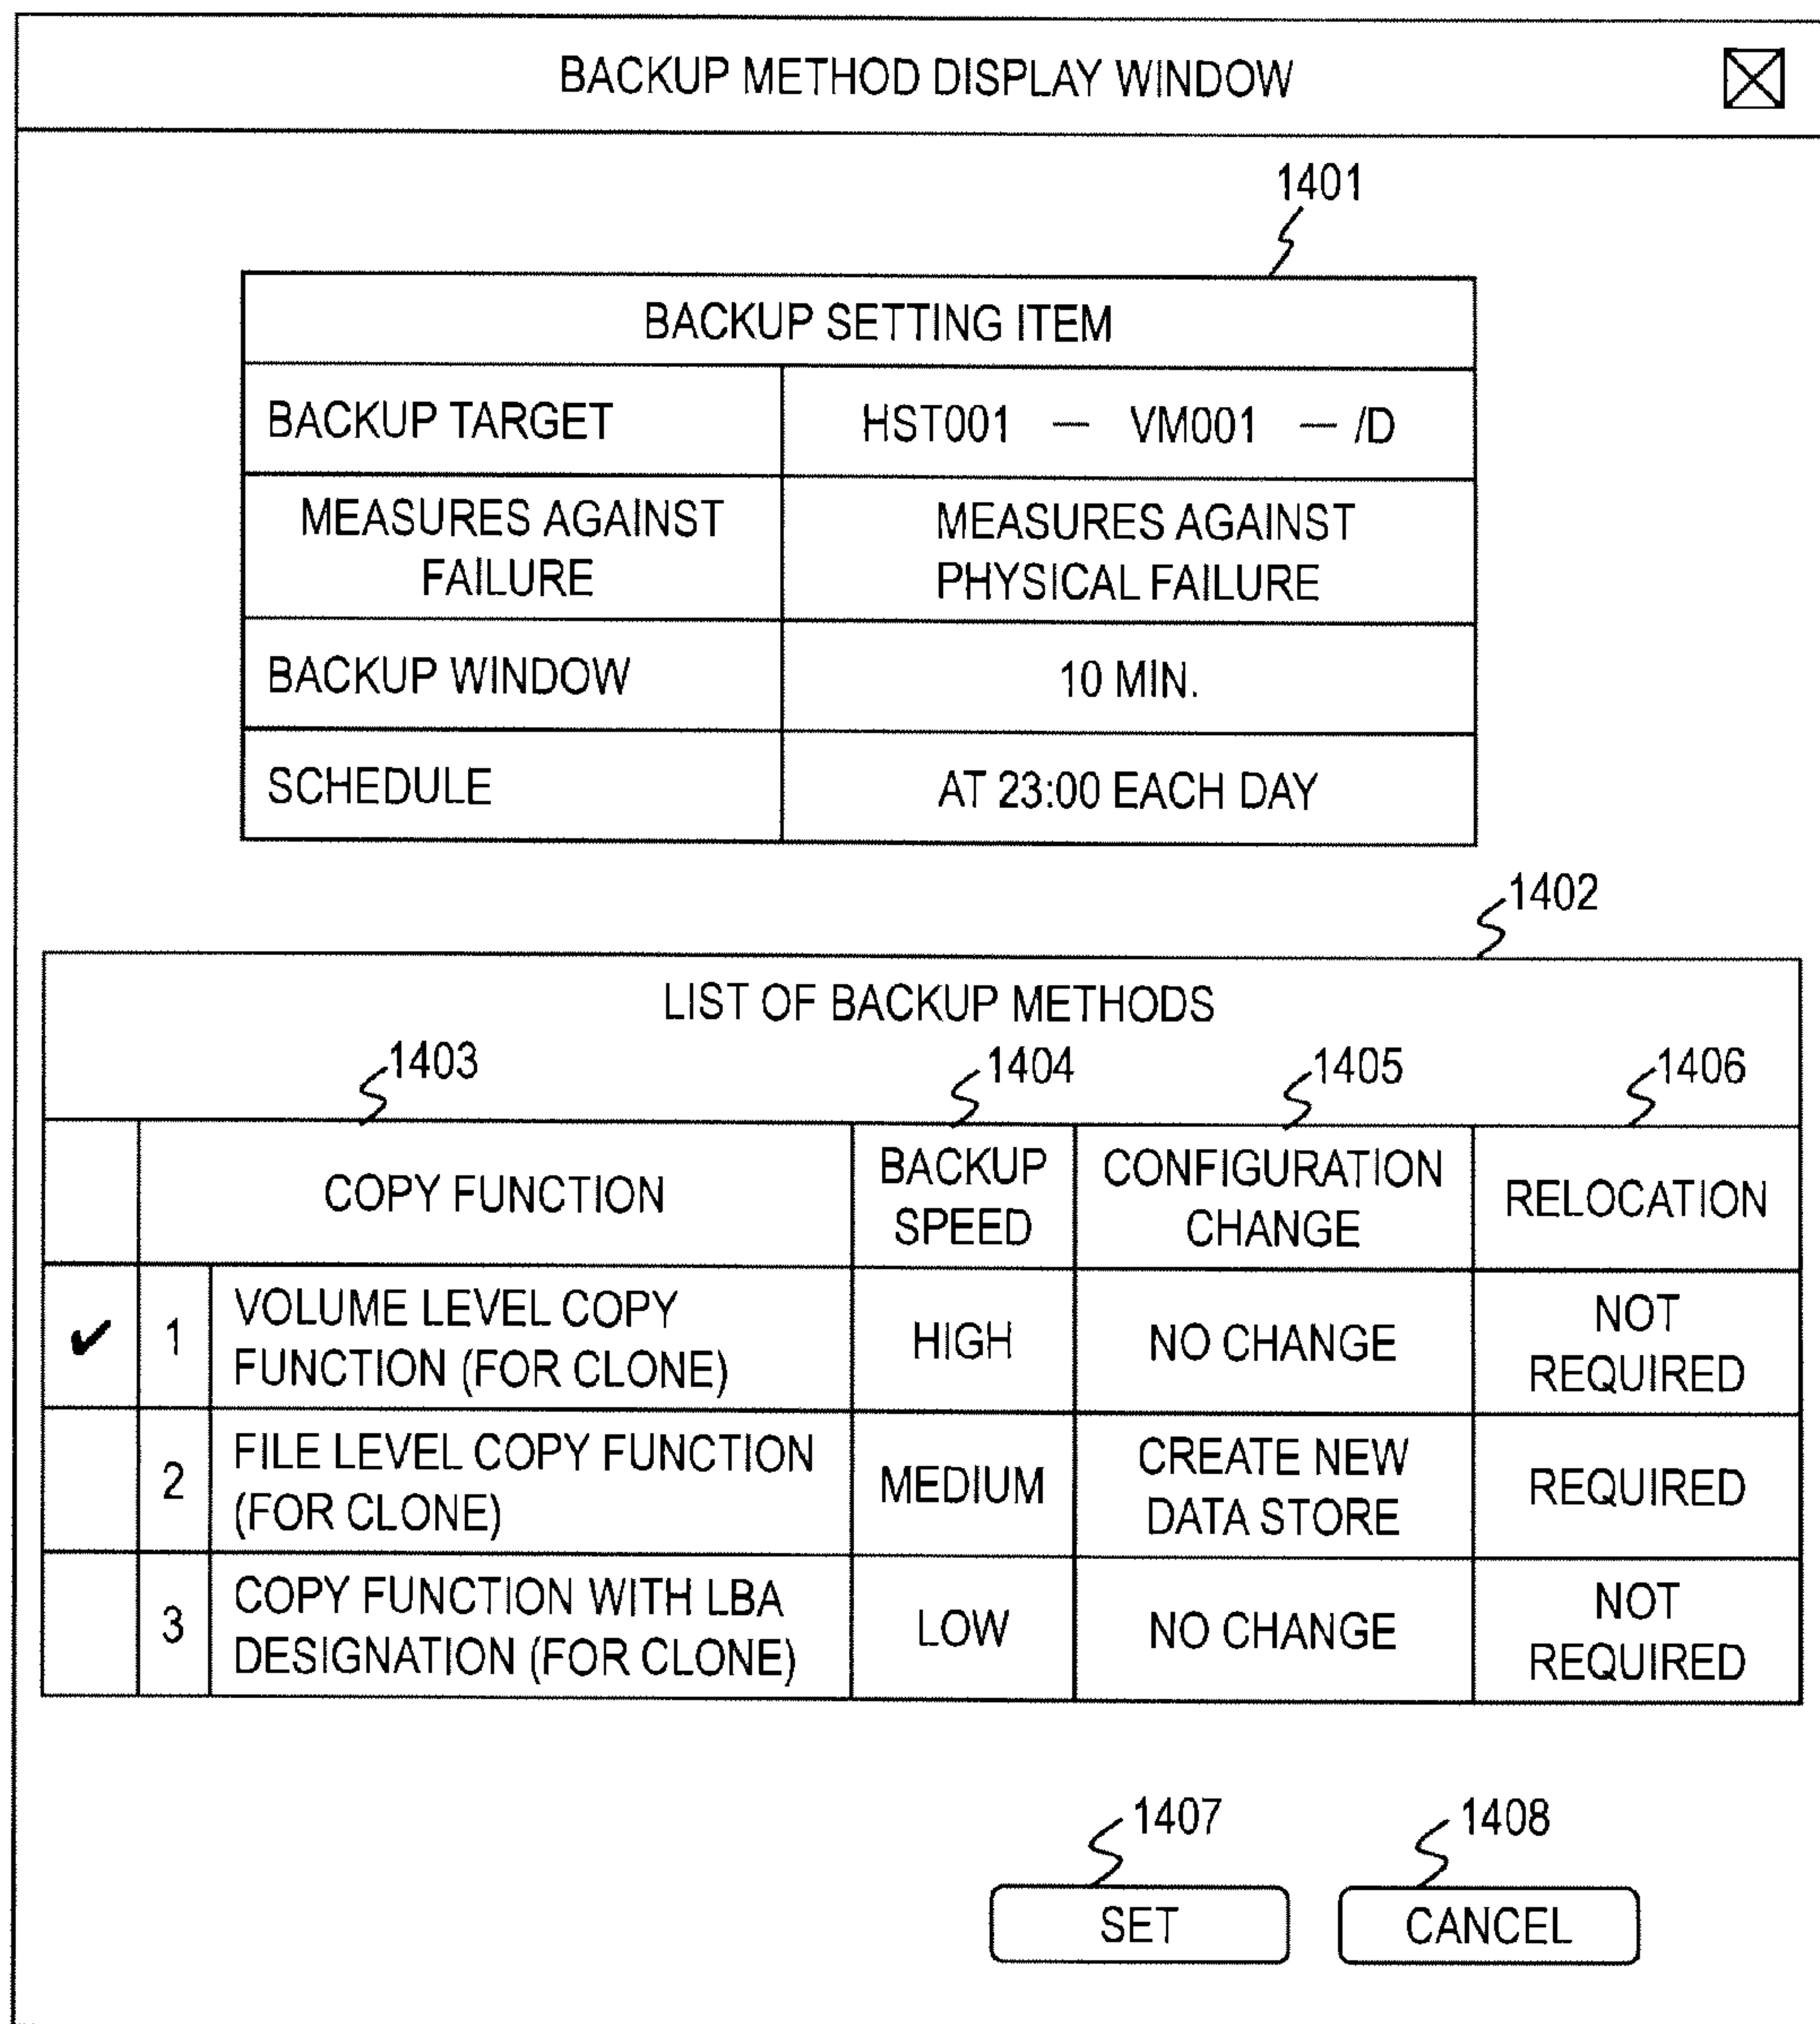 BACKUP METHOD DISPLAY WINDOW
1401
BACKUP SETTING ITEM
BACKUP TARGET
HST001 — VM001 — /D
MEASURES AGAINST
FAILURE
MEASURES AGAINST
PHYSICAL FAILURE
BACKUP WINDOW
10 MIN.
SCHEDULE
AT 23:00 EACH DAY
1402
LIST OF BACKUP METHODS
1403
1404
1405
1406
COPY FUNCTION
BACKUP
SPEED
CONFIGURATION
CHANGE
RELOCATION
✔
1
VOLUME LEVEL COPY
FUNCTION (FOR CLONE)
HIGH
NO CHANGE
NOT
REQUIRED
2
FILE LEVEL COPY FUNCTION
(FOR CLONE)
MEDIUM
CREATE NEW
DATA STORE
REQUIRED
3
COPY FUNCTION WITH LBA
DESIGNATION (FOR CLONE)
LOW
NO CHANGE
NOT
REQUIRED
1407
1408
SET
CANCEL